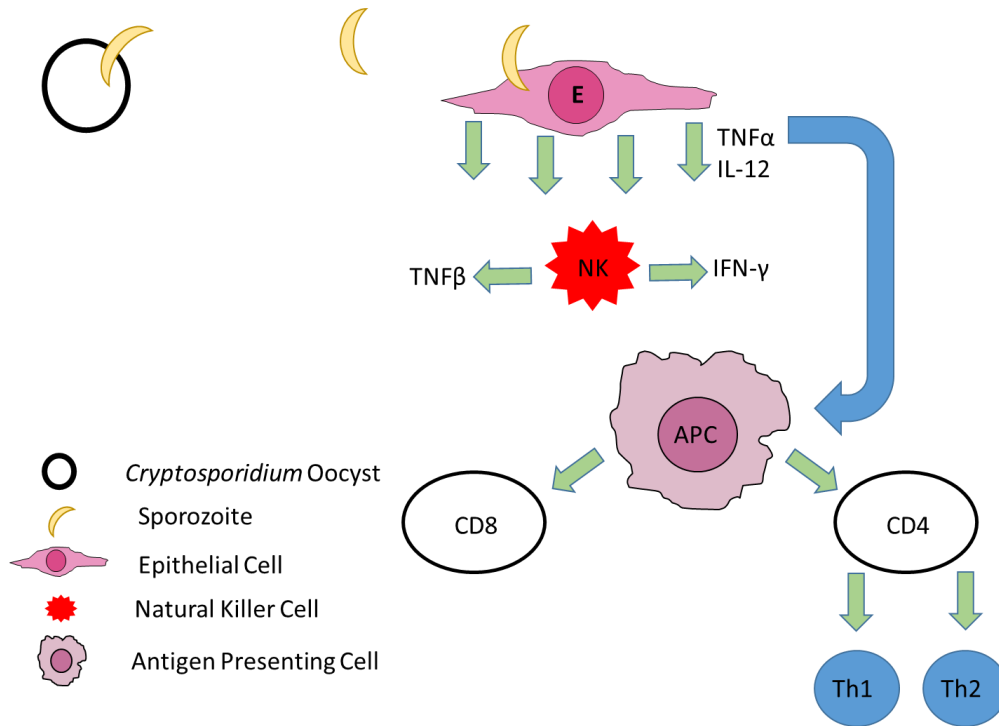 E
TNFα
IL-12
TNFβ
NK
IFN-γ
APC
CD8
CD4
Th1
Th2
Cryptosporidium Oocyst
Sporozoite
Epithelial Cell
Natural Killer Cell
Antigen Presenting Cell